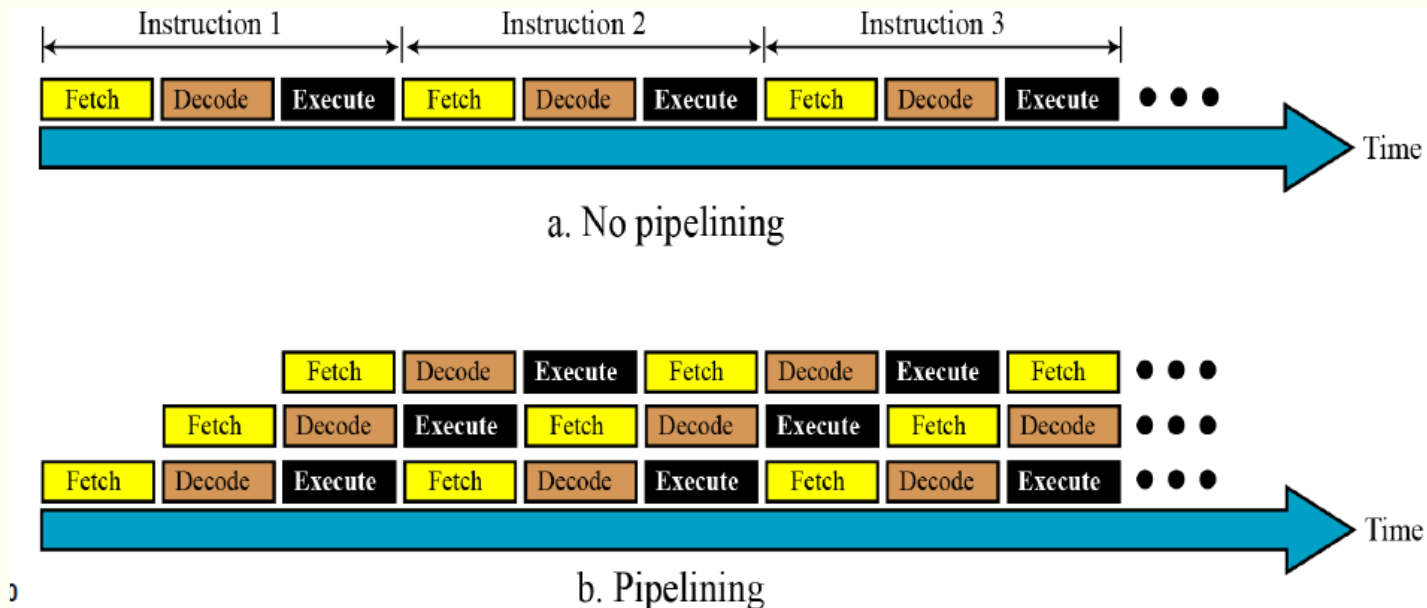 Instruction 1 Instruction 2 Instruction 3
Fetch Decode Execute Fetch Decode Execute Fetch Decode Execute
Time
a. No pipelining
Fetch Decode Execute Fetch Decode Execute Fetch
Fetch Decode Execute Fetch Decode Execute Fetch Decode
Fetch Decode Execute Fetch Decode Execute Fetch Decode Execute
Time
b. Pipelining